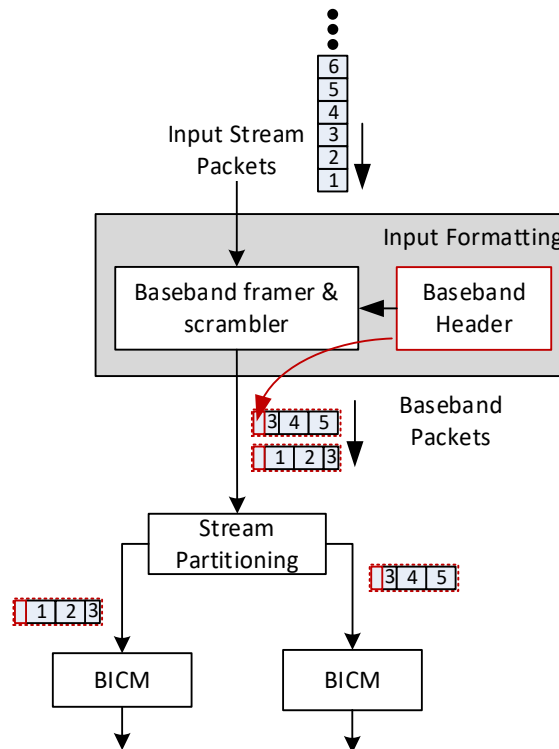 6
5
4
3
2
1
Input Stream
Packets
Input Formatting
Baseband framer &
scrambler
Baseband
Header
3 4 5
1 2 3
Baseband
Packets
Stream
Partitioning
3 4 5
1 2 3
BICM
BICM